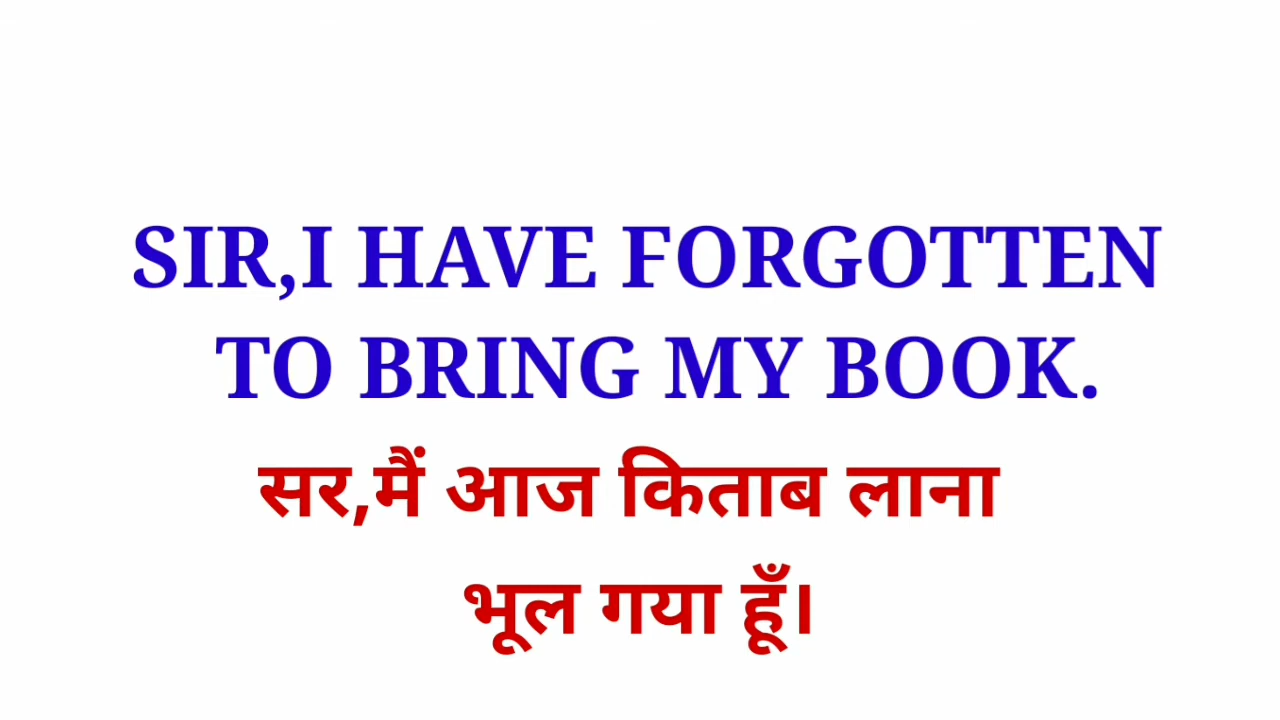 SIR,I HAVE FORGOTTEN
TO BRING MY BOOK.
सर,मैं आज किताब लाना
भूल गया हूँ।